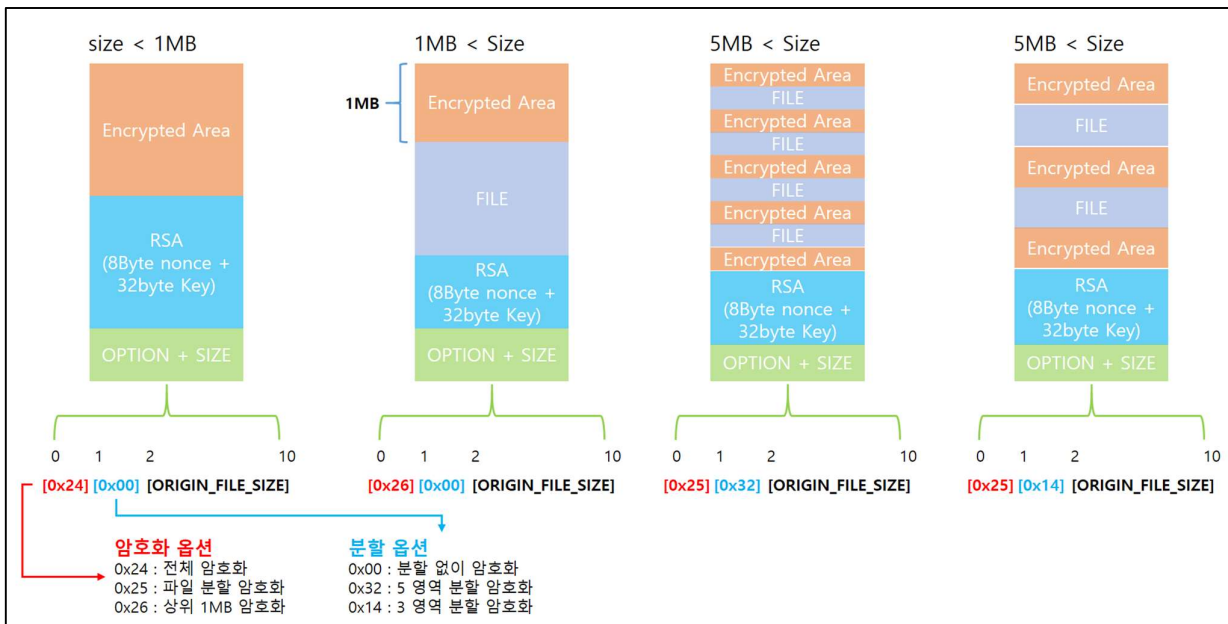 size < 1MB
1MB
Encrypted Area
RSA
(8Byte nonce +
32byte Key)
OPTION + SIZE
0 1 2 10
[0x24] [0x00] [ORIGIN_FILE_SIZE]
1MB < Size
Encrypted Area
FILE
RSA
(8Byte nonce +
32byte Key)
OPTION + SIZE
0 1 2 10
[0x26] [0x00] [ORIGIN_FILE_SIZE]
5MB < Size
Encrypted Area
FILE
Encrypted Area
FILE
Encrypted Area
FILE
Encrypted Area
FILE
Encrypted Area
RSA
(8Byte nonce +
32byte Key)
OPTION + SIZE
0 1 2 10
[0x25] [0x32] [ORIGIN_FILE_SIZE]
5MB < Size
Encrypted Area
FILE
Encrypted Area
FILE
Encrypted Area
RSA
(8Byte nonce +
32byte Key)
OPTION + SIZE
0 1 2 10
[0x25] [0x14] [ORIGIN_FILE_SIZE]
암호화 옵션
0x24 : 전체 암호화
0x25 : 파일 분할 암호화
0x26 : 상위 1MB 암호화
분할 옵션
0x00 : 분할 없이 암호화
0x32 : 5 영역 분할 암호화
0x14 : 3 영역 분할 암호화